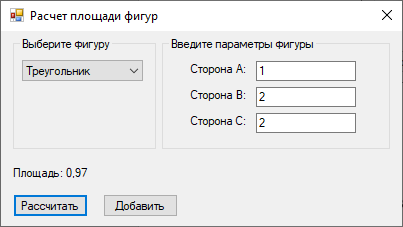 Расчет площади фигур
Выберите фигуру
Треугольник
Введите параметры фигуры
Сторона A: 1
Сторона B: 2
Сторона C: 2
Площадь: 0,97
Рассчитать
Добавить